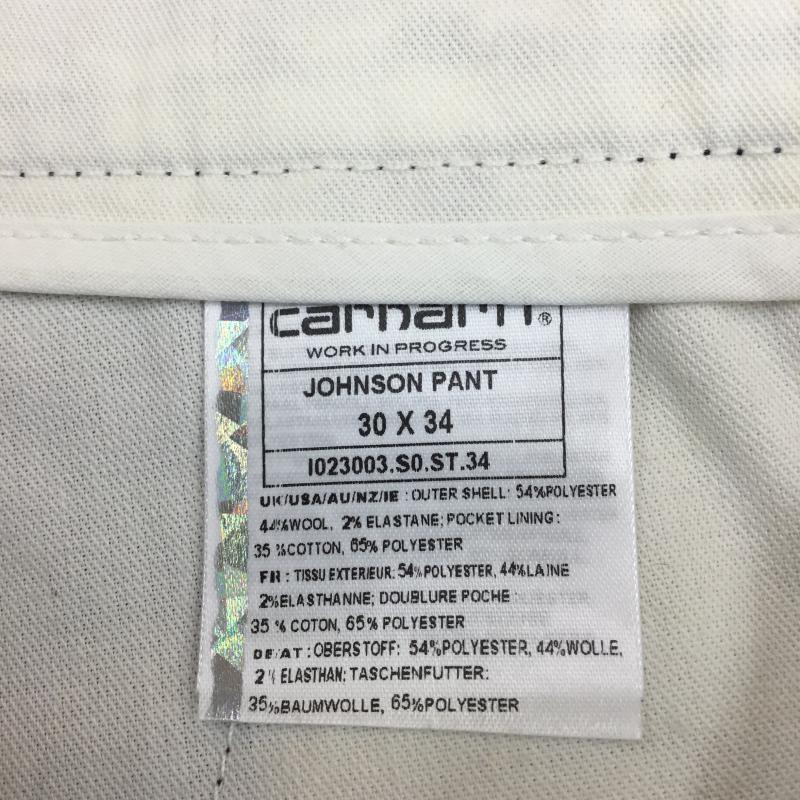 carhartt®
WORK IN PROGRESS
JOHNSON PANT
30 X 34
I023003.S0.ST.34
UK/USA/AU/NZ/IE : OUTER SHELL: 54%POLYESTER
44%WOOL, 2% ELASTANE; POCKET LINING:
35 %COTTON, 65% POLYESTER
FR : TISSU EXTERIEUR: 54%POLYESTER, 44%LAINE
2%ELASTHANNE; DOUBLURE POCHE
35 % COTON, 65% POLYESTER
DE/AT : OBERSTOFF: 54%POLYESTER, 44%WOLLE,
2% ELASTHAN; TASCHENFUTTER:
35%BAUMWOLLE, 65%POLYESTER